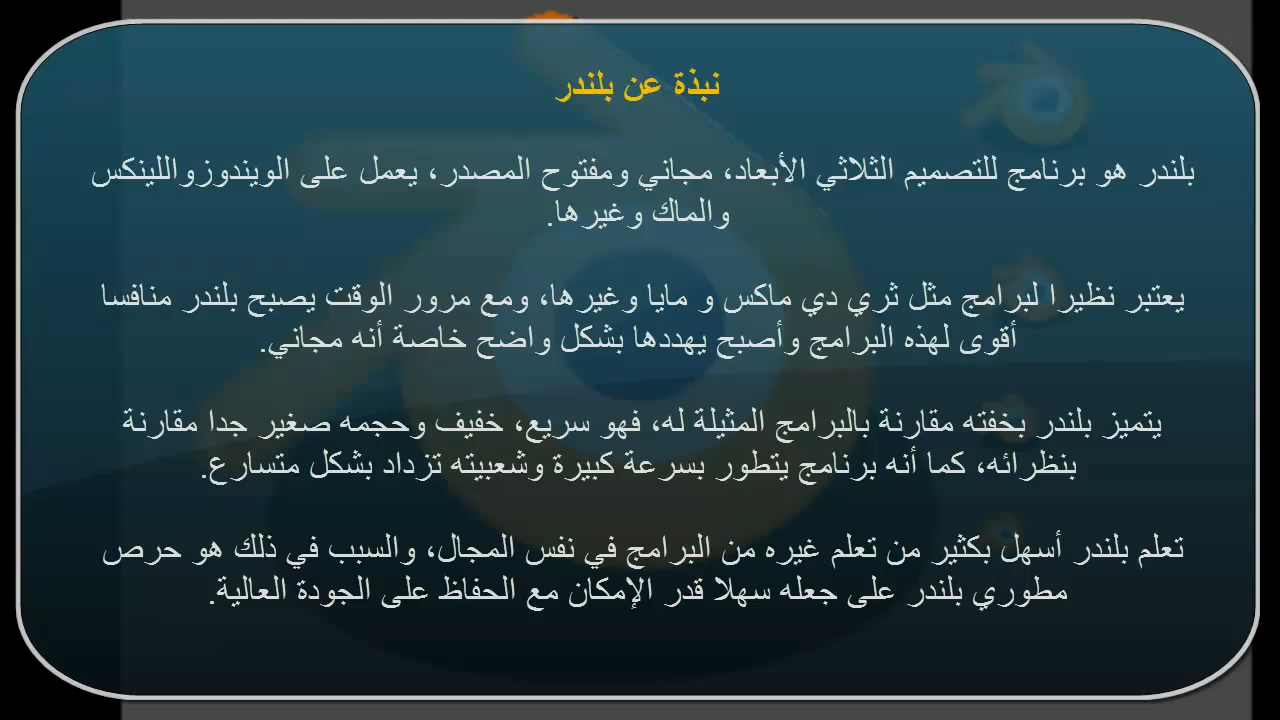 نبذة عن بلندر
بلندر هو برنامج للتصميم الثلاثي الأبعاد، مجاني ومفتوح المصدر، يعمل على الويندوزواللينكس
والماك وغيرها.
يعتبر نظيرا لبرامج مثل ثري دي ماكس و مايا وغيرها، ومع مرور الوقت يصبح بلندر منافسا
أقوى لهذه البرامج وأصبح يهددها بشكل واضح خاصة أنه مجاني.
يتميز بلندر بخفته مقارنة بالبرامج المثيلة له، فهو سريع، خفيف وحجمه صغير جدا مقارنة
بنظرائه، كما أنه برنامج يتطور بسرعة كبيرة وشعبيته تزداد بشكل متسارع.
تعلم بلندر أسهل بكثير من تعلم غيره من البرامج في نفس المجال، والسبب في ذلك هو حرص
مطوري بلندر على جعله سهلا قدر الإمكان مع الحفاظ على الجودة العالية.